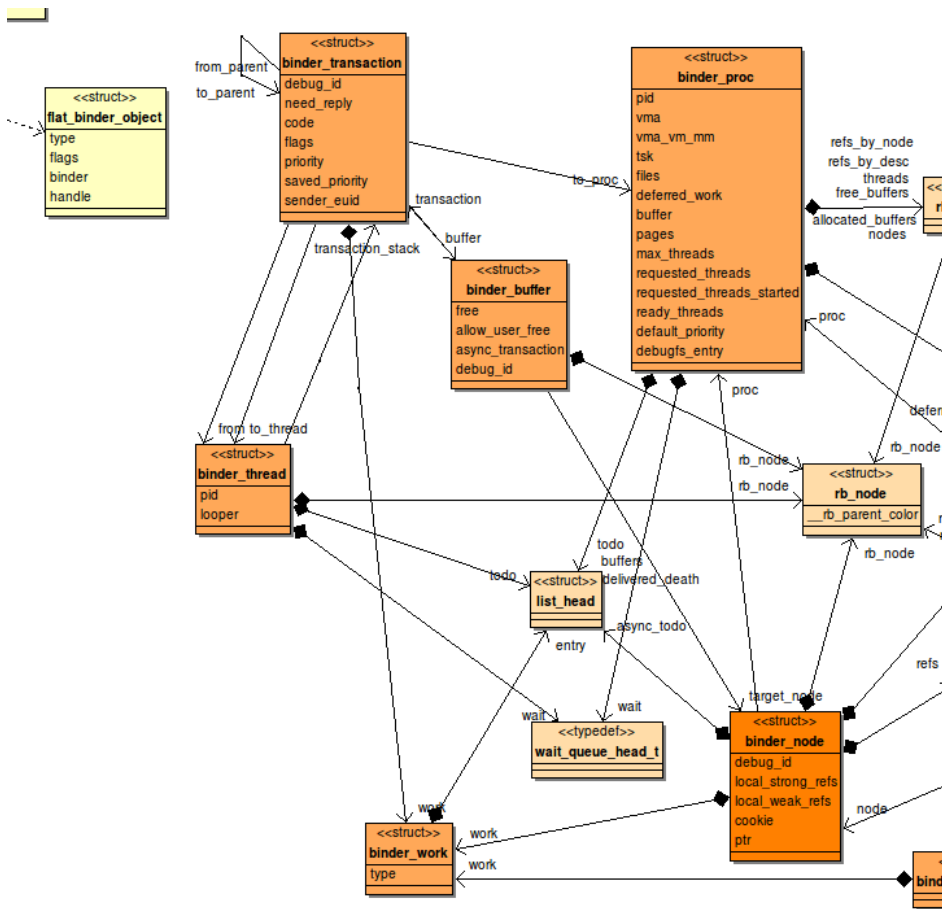 <<struct>>
flat_binder_object
type
flags
binder
handle
from_parent
to_parent
<<struct>>
binder_transaction
debug_id
need_reply
code
flags
priority
saved_priority
sender_euid
transaction_stack
transaction
buffer
to_proc
<<struct>>
binder_proc
pid
vma
vma_vm_mm
tsk
files
deferred_work
buffer
pages
max_threads
requested_threads
requested_threads_started
ready_threads
default_priority
debugfs_entry
refs_by_node
refs_by_desc
threads
free_buffers
allocated_buffers
nodes
proc
proc
<<struct>>
binder_buffer
free
allow_user_free
async_transaction
debug_id
from to_thread
<<struct>>
binder_thread
pid
looper
rb_node
rb_node
rb_node
<<struct>>
rb_node
__rb_parent_color
rb_node
todo
todo
buffers
delivered_death
<<struct>>
list_head
entry
async_todo
wait
wait
<<typedef>>
wait_queue_head_t
target_node
refs
<<struct>>
binder_node
debug_id
local_strong_refs
local_weak_refs
cookie
ptr
node
work
<<struct>>
binder_work
type
work
work